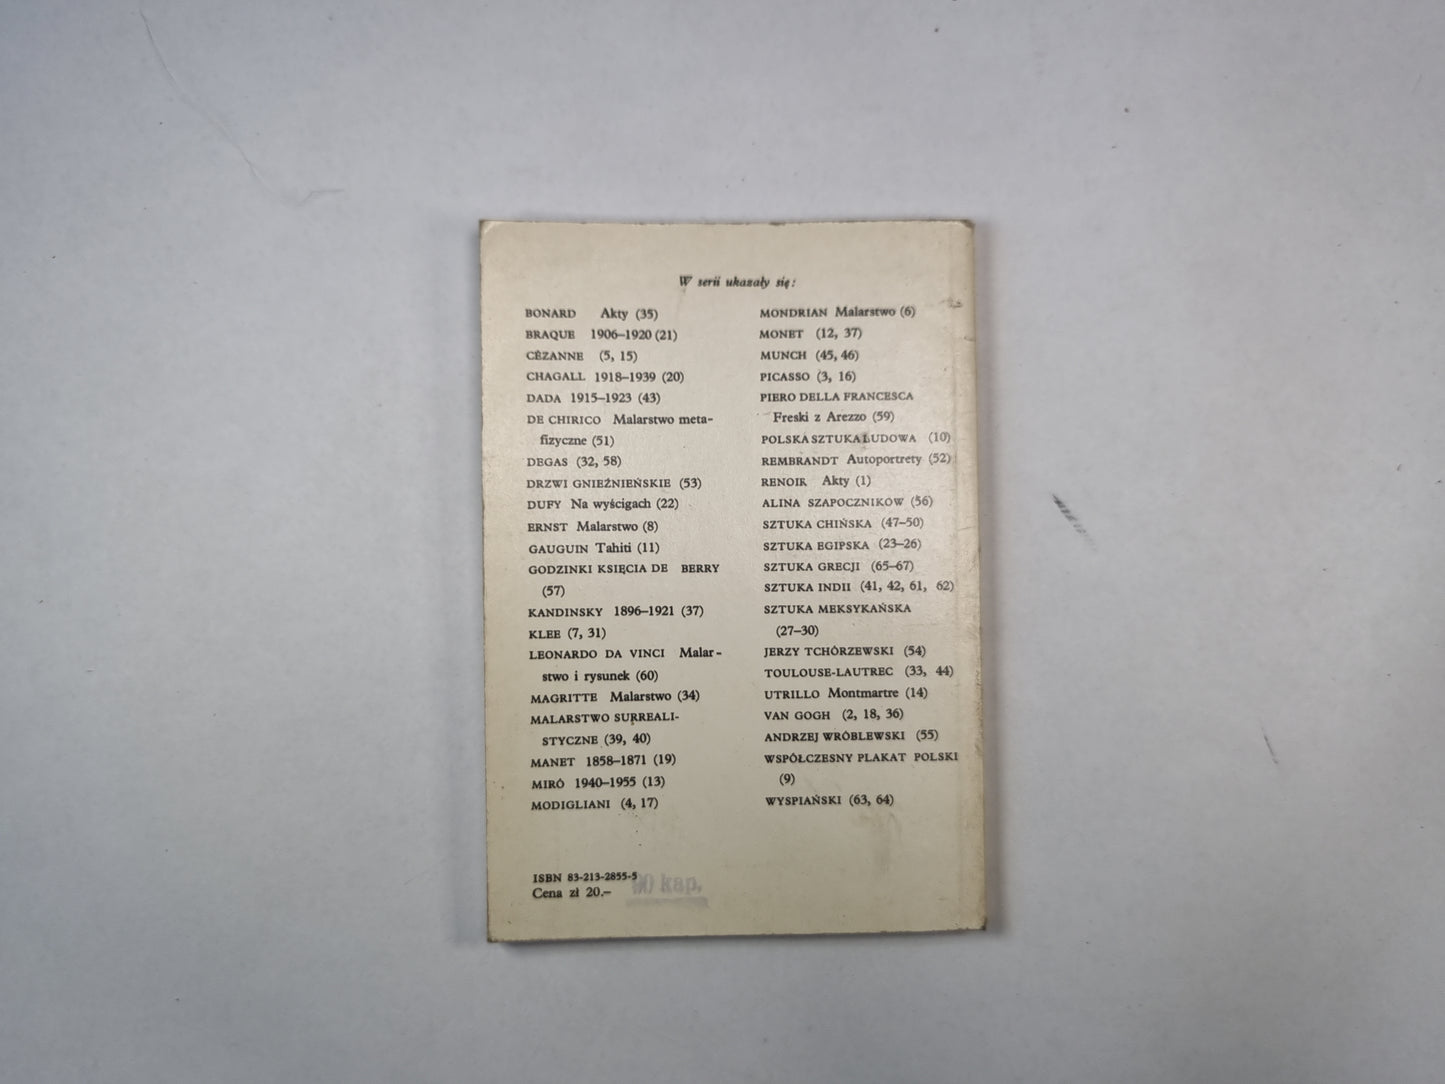 W serii ukazały się:
BONARD Akty (35)
BRAQUE 1906–1920 (21)
CÉZANNE (5, 15)
CHAGALL 1918–1939 (20)
DADA 1915–1923 (43)
DE CHIRICO Malarstwo meta-
fizyczne (51)
DEGAS (32, 58)
DRZWI GNIEŹNIEŃSKIE (53)
DUFY Na wyścigach (22)
ERNST Malarstwo (8)
GAUGUIN Tahiti (11)
GODZINKI KSIĘCIA DE BERRY
(57)
KANDINSKY 1896–1921 (37)
KLEE (7, 31)
LEONARDO DA VINCI Malar-
stwo i rysunek (60)
MAGRITTE Malarstwo (34)
MALARSTWO SURREALI-
STYCZNE (39, 40)
MANET 1858–1871 (19)
MIRÓ 1940–1955 (13)
MODIGLIANI (4, 17)
MONDRIAN Malarstwo (6)
MONET (12, 37)
MUNCH (45, 46)
PICASSO (3, 16)
PIERO DELLA FRANCESCA
Freski z Arezzo (59)
POLSKA SZTUKA LUDOWA (10)
REMBRANDT Autoportrety (52)
RENOIR Akty (1)
ALINA SZAPOCZNIKOW (56)
SZTUKA CHIŃSKA (47–50)
SZTUKA EGIPSKA (23–26)
SZTUKA GRECJI (65–67)
SZTUKA INDII (41, 42, 61, 62)
SZTUKA MEKSYKAŃSKA
(27–30)
JERZY TCHÓRZEWSKI (54)
TOULOUSE-LAUTREC (33, 44)
UTRILLO Montmartre (14)
VAN GOGH (2, 18, 36)
ANDRZEJ WRÓBLEWSKI (55)
WSPÓŁCZESNY PLAKAT POLSKI
(9)
WYSPIAŃSKI (63, 64)
ISBN 83-213-2855-5
Cena zł 20.–
kap.